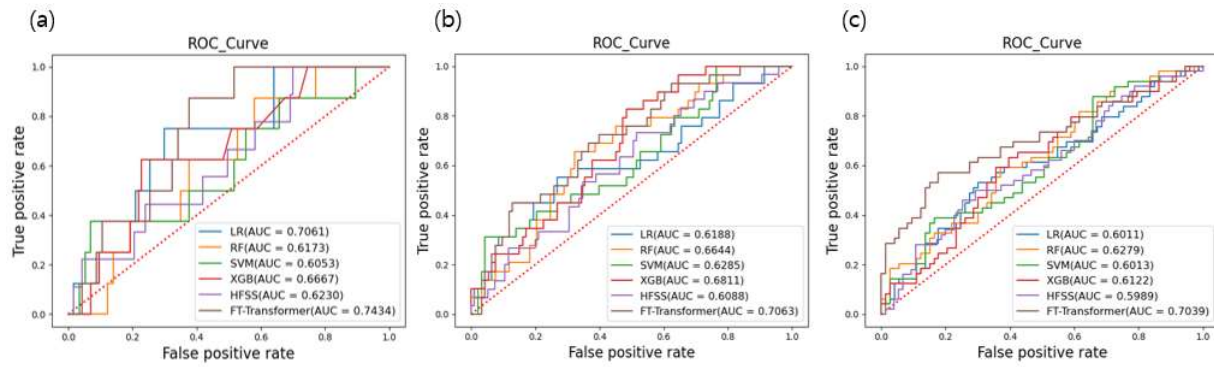 (a)
ROC_Curve
True positive rate
1.0
0.8
0.6
0.4
0.2
0.0
LR(AUC = 0.7061)
RF(AUC = 0.6173)
SVM(AUC = 0.6053)
XGB(AUC = 0.6667)
HFSS(AUC = 0.6230)
FT-Transformer(AUC = 0.7434)
0.0 0.2 0.4 0.6 0.8 1.0
False positive rate
(b)
ROC_Curve
True positive rate
1.0
0.8
0.6
0.4
0.2
0.0
LR(AUC = 0.6188)
RF(AUC = 0.6644)
SVM(AUC = 0.6285)
XGB(AUC = 0.6811)
HFSS(AUC = 0.6088)
FT-Transformer(AUC = 0.7063)
0.0 0.2 0.4 0.6 0.8 1.0
False positive rate
(c)
ROC_Curve
True positive rate
1.0
0.8
0.6
0.4
0.2
0.0
LR(AUC = 0.6011)
RF(AUC = 0.6279)
SVM(AUC = 0.6013)
XGB(AUC = 0.6122)
HFSS(AUC = 0.5989)
FT-Transformer(AUC = 0.7039)
0.0 0.2 0.4 0.6 0.8 1.0
False positive rate